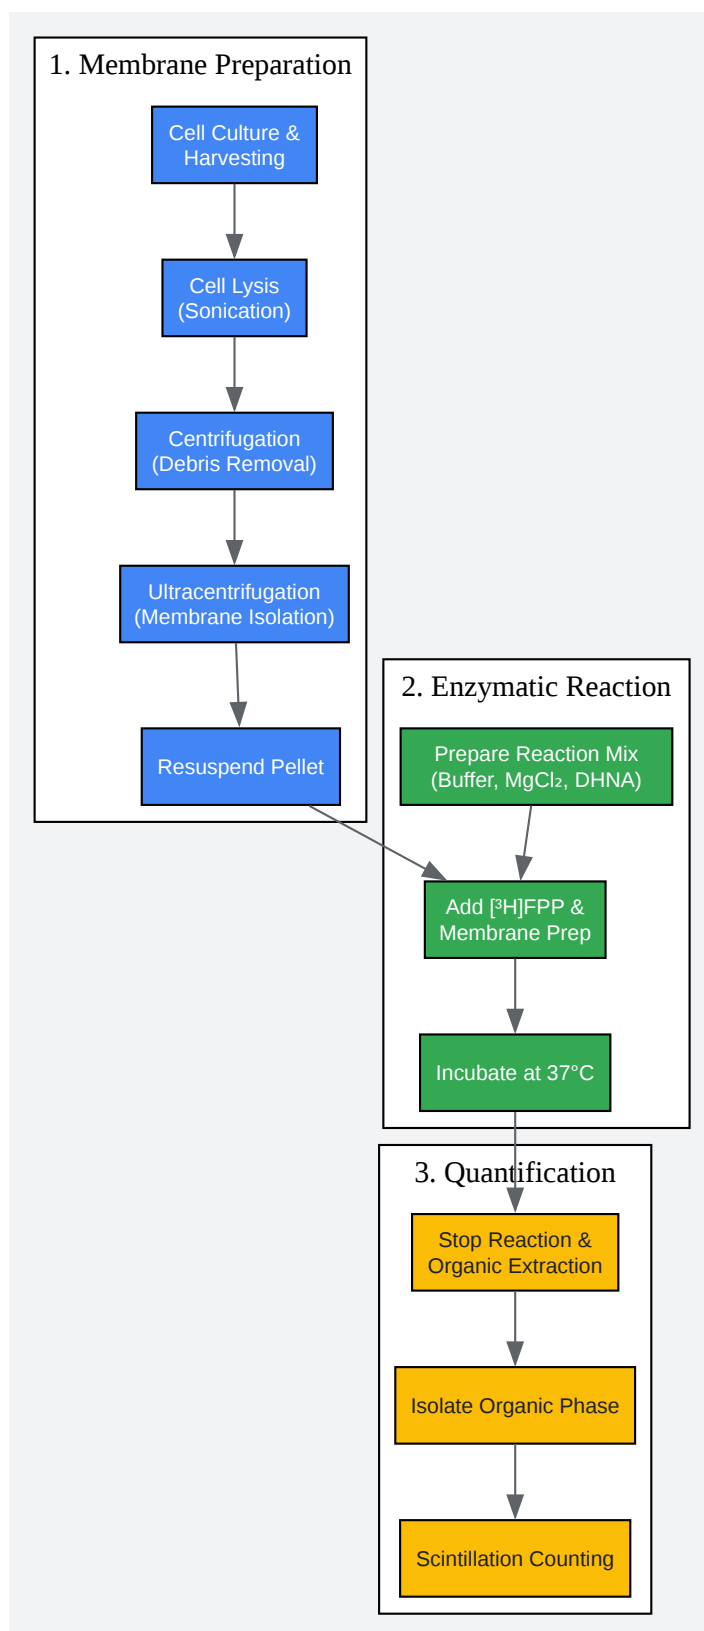 1. Membrane Preparation
Cell Culture &
Harvesting
Cell Lysis
(Sonication)
Centrifugation
(Debris Removal)
Ultracentrifugation
(Membrane Isolation)
Resuspend Pellet
2. Enzymatic Reaction
Prepare Reaction Mix
(Buffer, MgCl₂, DHNA)
Add [³H]FPP &
Membrane Prep
Incubate at 37°C
3. Quantification
Stop Reaction &
Organic Extraction
Isolate Organic Phase
Scintillation Counting